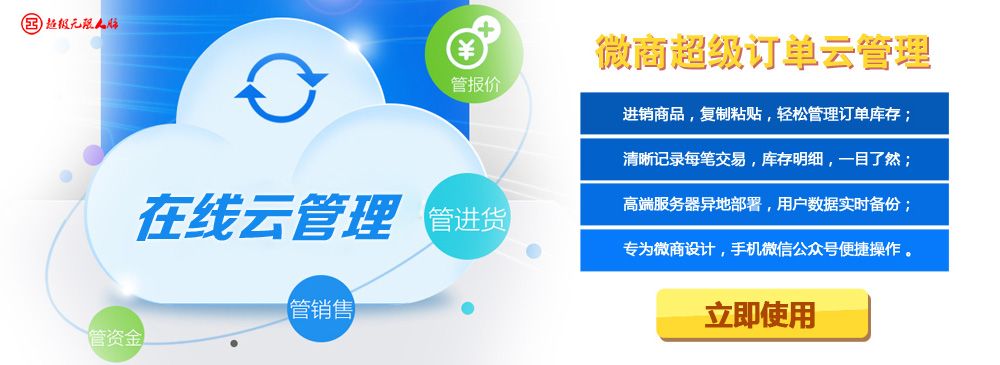 超级无限人脉
管报价
在线云管理
管进货
管销售
管资金
微商超级订单云管理
进销商品，复制粘贴，轻松管理订单库存；
清晰记录每笔交易，库存明细，一目了然；
高端服务器异地部署，用户数据实时备份；
专为微商设计，手机微信公众号便捷操作。
立即使用